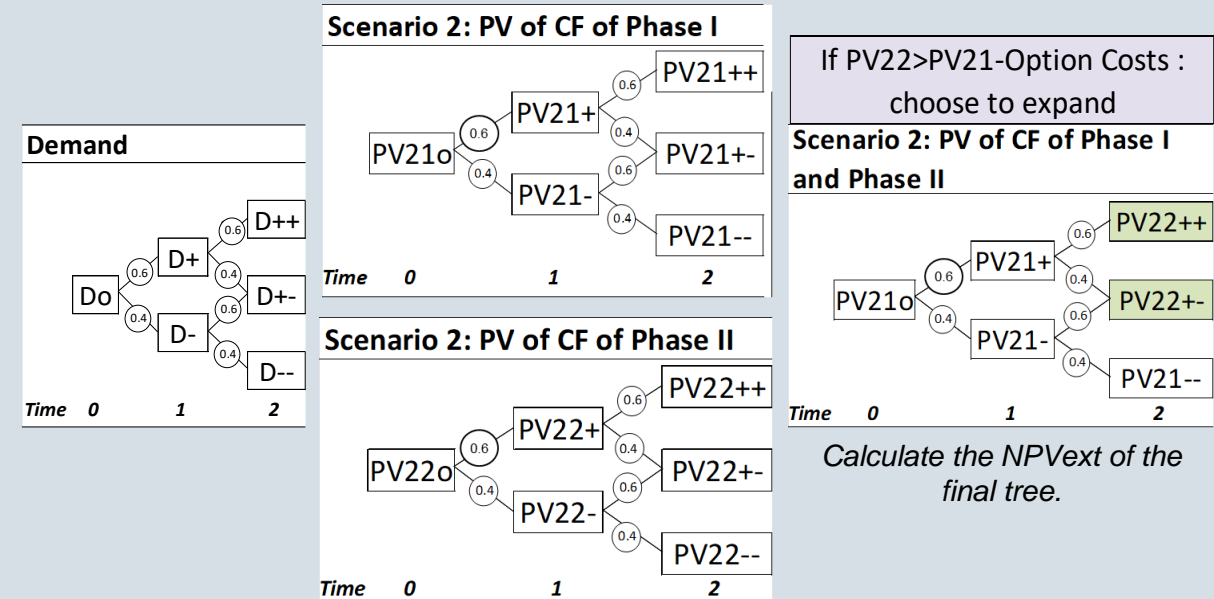 Demand
D++
0.6
D+
0.6
0.4
Do
D+-
0.4
0.6
D-
0.4
D--
Time 0 1 2
Scenario 2: PV of CF of Phase I
PV21++
0.6
PV21+
0.6
0.4
PV21o
PV21+-
0.4
0.6
PV21-
0.4
PV21--
Time 0 1 2
Scenario 2: PV of CF of Phase II
PV22++
0.6
PV22+
0.6
0.4
PV22o
PV22+-
0.4
0.6
PV22-
0.4
PV22--
Time 0 1 2
If PV22>PV21-Option Costs :
choose to expand
Scenario 2: PV of CF of Phase I
and Phase II
PV22++
0.6
PV21+
0.6
0.4
PV21o
PV22+-
0.4
0.6
PV21-
0.4
PV21--
Time 0 1 2
Calculate the NPVext of the
final tree.